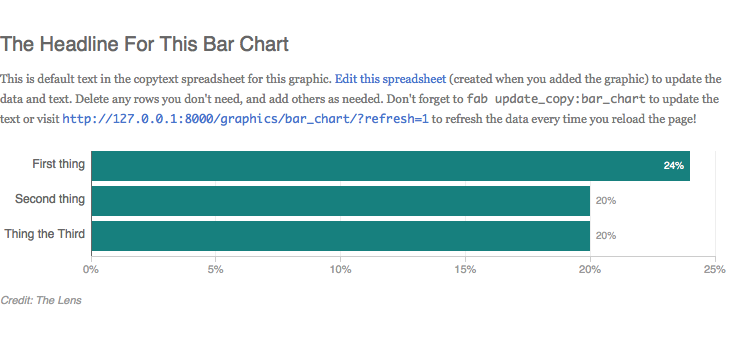 The Headline For This Bar Chart
This is default text in the copytext spreadsheet for this graphic. Edit this spreadsheet (created when you added the graphic) to update the
data and text. Delete any rows you don't need, and add others as needed. Don't forget to fab update_copy:bar_chart to update the
text or visit http://127.0.0.1:8000/graphics/bar_chart/?refresh=1 to refresh the data every time you reload the page!
First thing 24%
Second thing 20%
Thing the Third 20%
0% 5% 10% 15% 20% 25%
Credit: The Lens